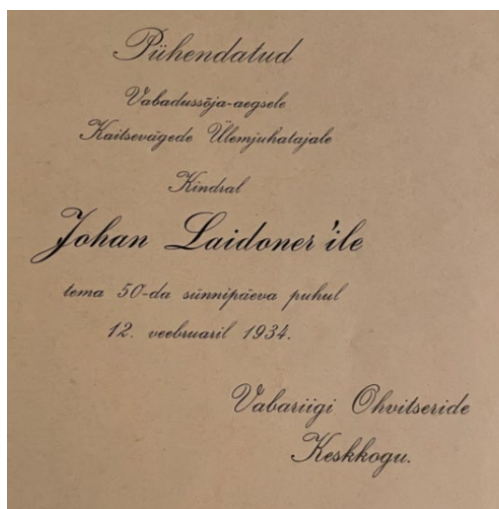 Pühendatud
Vabadussõja-aegsele
Kaitsevägede Ülemjuhatajale
Kindral
Johan Laidoner'ile
tema 50-da sünnipäeva puhul
12. veebruaril 1934.
Vabariigi Ohvitseride
Keskkogu.